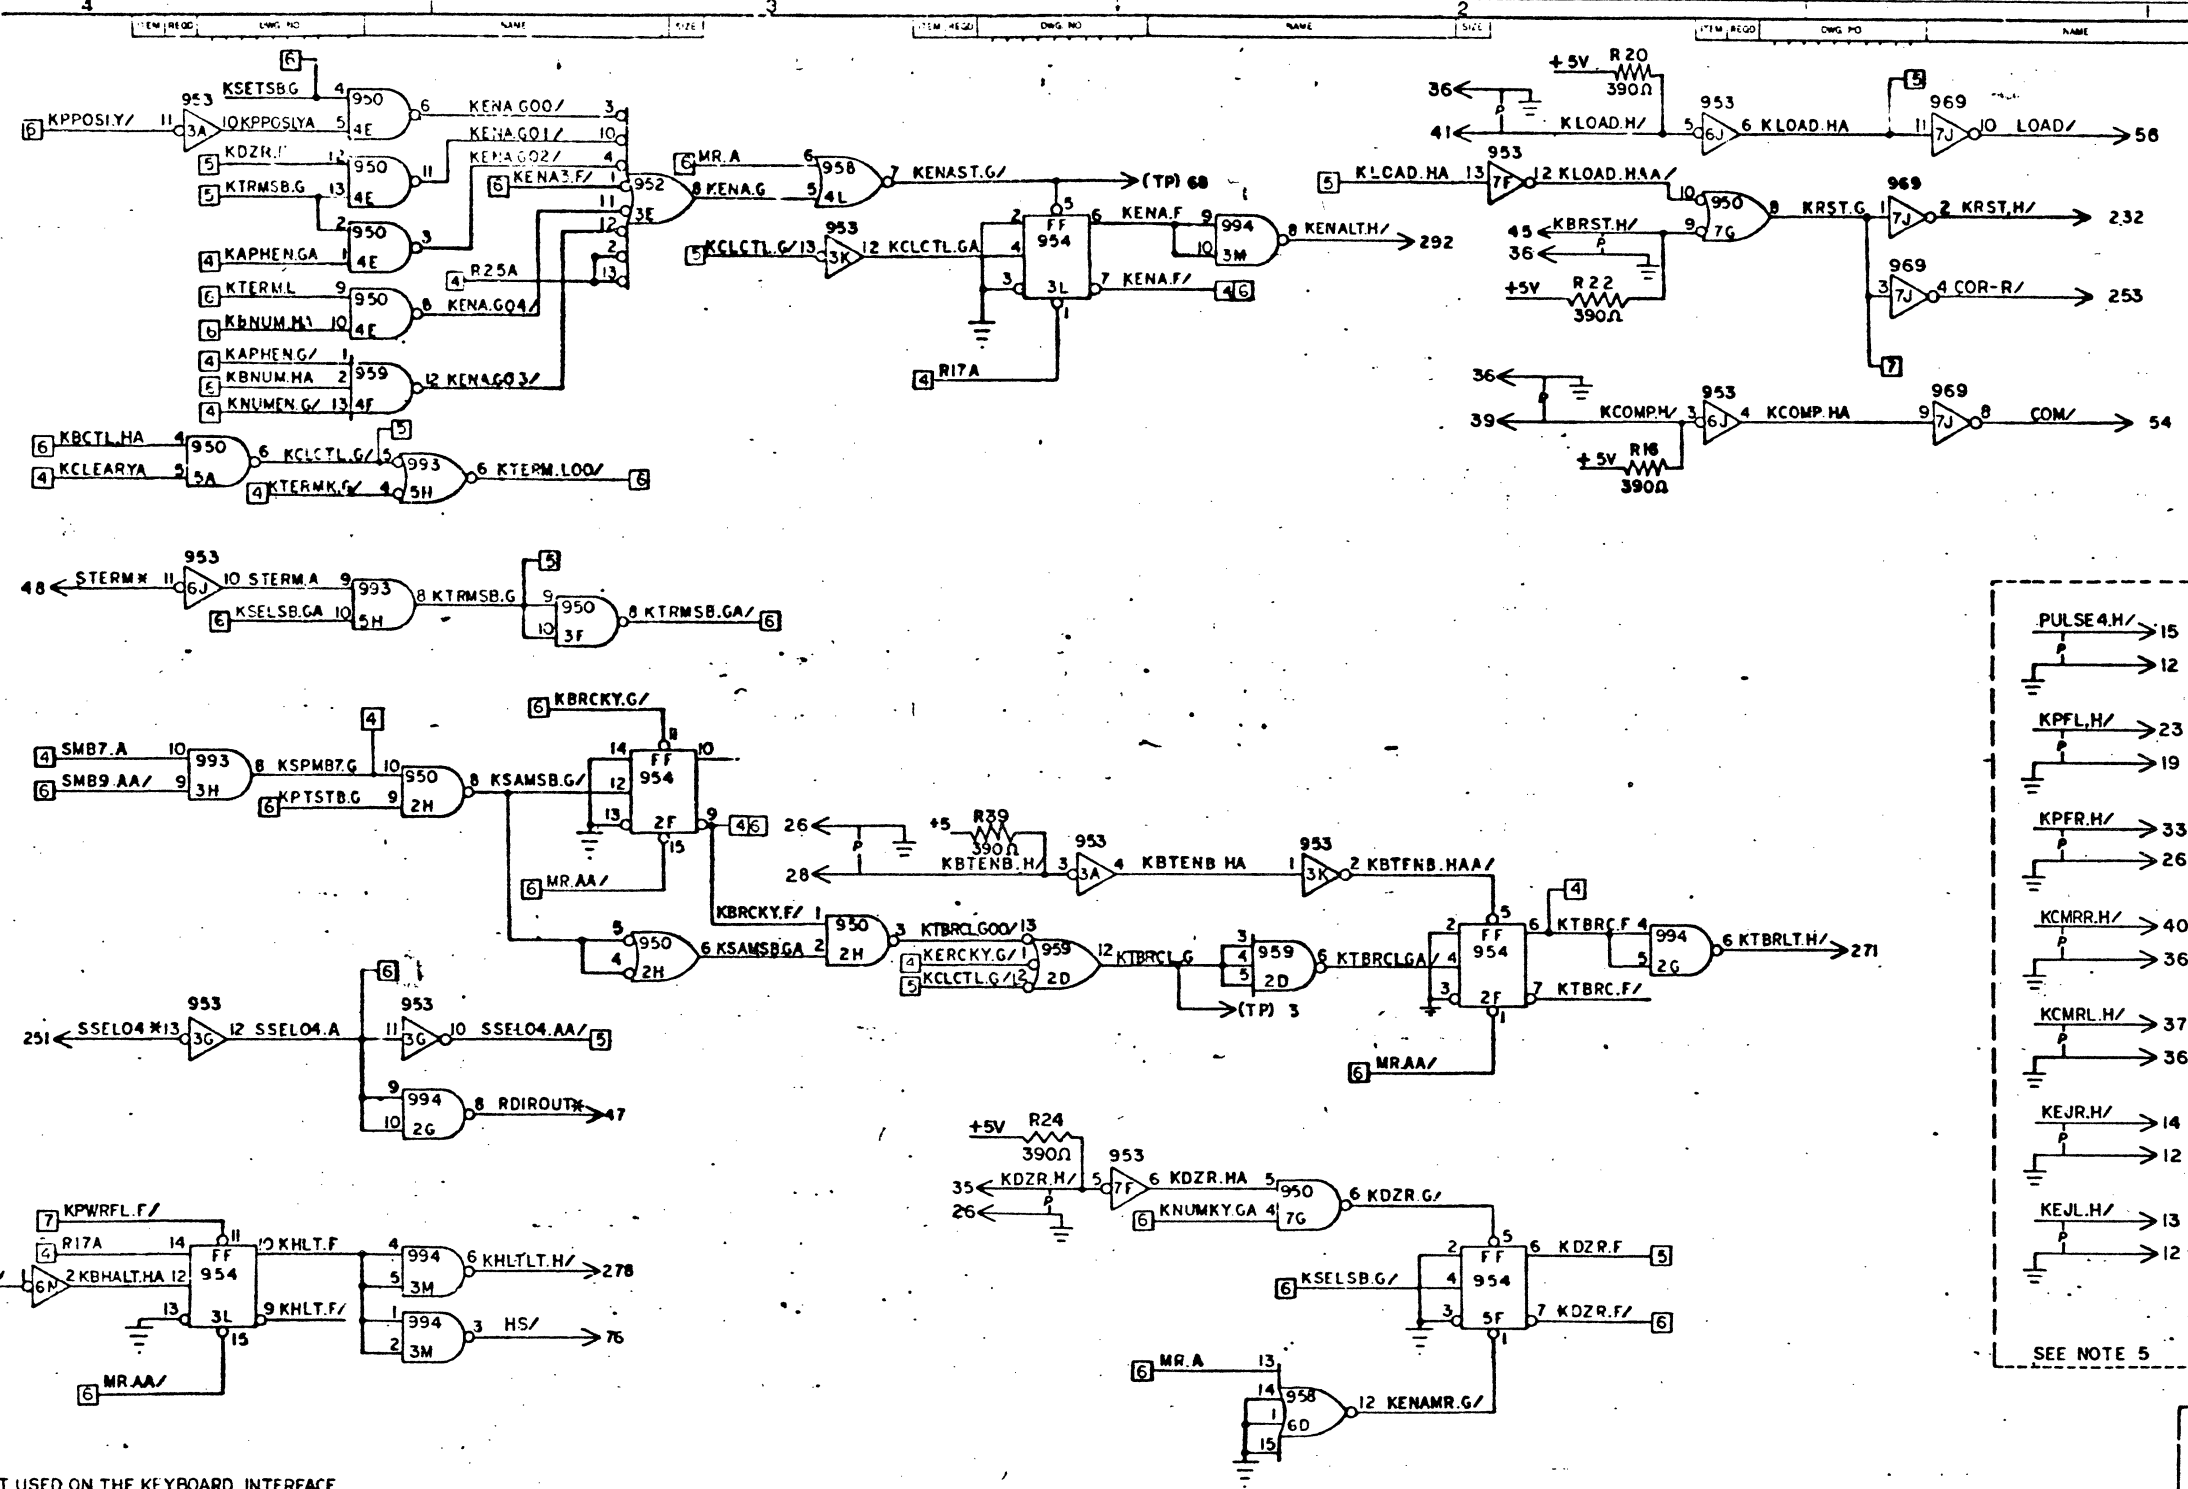 4 3 2 1
ITEM REQD DWG. NO NAME SIZE ITEM REQD DWG. NO NAME SIZE ITEM REQD DWG. NO NAME
6 KSETSB.G 4 950 4E 6 KENA.G00/ 3
6 KPPOSI.Y/ 11 953 3A 10 KPPOSI.YA 5
5 KDZR.F 12 950 4E 11 KENA.G01/ 10
5 KTRMSB.G 13
2 950 4E 3 KENA.G02/ 4
4 KAPHEN.GA 1
6 KENA3.F/ 1
6 KTERM.L 9 950 4E 8 KENA.G04/ 11
6 KBNUM.H 10
4 KAPHEN.G/ 1 959 4F 12 KENA.G03/ 12
6 KBNUM.HA 2
4 KNUMEN.G/ 13
4 R25A 2 13
952 3E 8 KENA.G
6 MR.A 6 958 4L 5 7 KENAST.G/ (TP) 68
5 KCLCTL.G/ 13 953 3K 12 KCLCTL.GA
2 4 3 5 FF 954 3L 1 6 KENA.F 7 KENA.F/ 4 6
9 10 994 3M 8 KENALT.H/ 292
4 R17A
+5V R20 390Ω
36 P
41 KLOAD.H/ 5 953 6J 6 KLOAD.HA 5 11 969 7J 10 LOAD/ 56
5 KLOAD.HA 13 953 7F 12 KLOAD.HAA/ 10 950 7G 8 KRST.G 1 969 7J 2 KRST.H/ 232
45 KBRST.H/ 9
36 P
+5V R22 390Ω
3 969 7J 4 COR-R/ 253
7
36 P
39 KCOMP.H/ 3 953 6J 4 KCOMP.HA 9 969 7J 8 COM/ 54
+5V R16 390Ω
6 KBCTL.HA 4 950 5A 6 KCLCTL.G/ 5 5 993 5H 6 KTERM.L00/ 6
4 KCLEARYA 5
4 KTERMK.G/ 4
48 STERM* 11 953 6J 10 STERM.A 9 993 5H 8 KTRMSB.G 5 9 10 950 3F 8 KTRMSB.GA/ 6
6 KSELSB.GA 10
6 KBRCKY.G/
4 SMB7.A 10 993 3H 8 KSPMB7.G 4 10 950 2H 8 KSAMSB.G/ 12
6 SMB9.AA/ 9
6 KPTSTB.G 9
14 13 11 FF 954 2F 15 10 9 4 6
6 MR.AA/
5 4 950 2H 6 KSAMSBGA 2
KBRCKY.F/ 1 950 2H 3 KTBRCLG00/ 13
4 KERCKY.G/ 1
5 KCLCTL.G/ 12
959 2D 12 KTBRCL.G 3 4 5 959 2D 6 KTBRCLGA/ 4
(TP) 3
26 P
28 KBTENB.H/ 3 953 3A 4 KBTENB HA 1 953 3K 2 KBTENB.HAA/
+5 R39 390Ω
2 3 5 FF 954 2F 1 6 KTBRC.F 4 4 5 994 2G 6 KTBRLT.H/ 271
7 KTBRC.F/
6 MR.AA/
251 SSEL04* 13 953 3G 12 SSEL04.A 6 11 953 3G 10 SSEL04.AA/ 5
9 10 994 2G 8 RDIROUT* 47
+5V R24 390Ω
35 KDZR.H/ 5 953 7F 6 KDZR.HA 5 950 7G 6 KDZR.G/
26 P
6 KNUMKY.GA 4
6 KSELSB.G/ 4
2 3 5 FF 954 5F 1 6 KDZR.F 5
7 KDZR.F/ 6
6 MR.A 13
14 1 15 958 6D 12 KENAMR.G/
7 KPWRFL.F/ 11
4 R17A 14
1 6N 2 KBHALT.HA 12
13 FF 954 3L 15
10 KHLT.F 4 5 994 3M 6 KHLTLT.H/ 278
9 KHLT.F/ 1 2 994 3M 3 HS/ 76
6 MR.AA/
PULSE4.H/ 15
P 12
KPFL.H/ 23
P 19
KPFR.H/ 33
P 26
KCMRR.H/ 40
P 36
KCMRL.H/ 37
P 36
KEJR.H/ 14
P 12
KEJL.H/ 13
P 12
SEE NOTE 5
T USED ON THE KEYBOARD INTERFACE